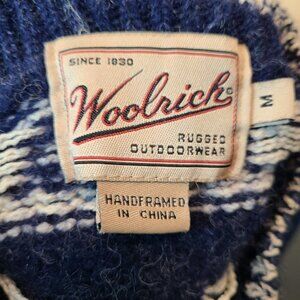 SINCE 1830
Woolrich®
RUGGED
OUTDOORWEAR
M
HANDFRAMED
IN CHINA